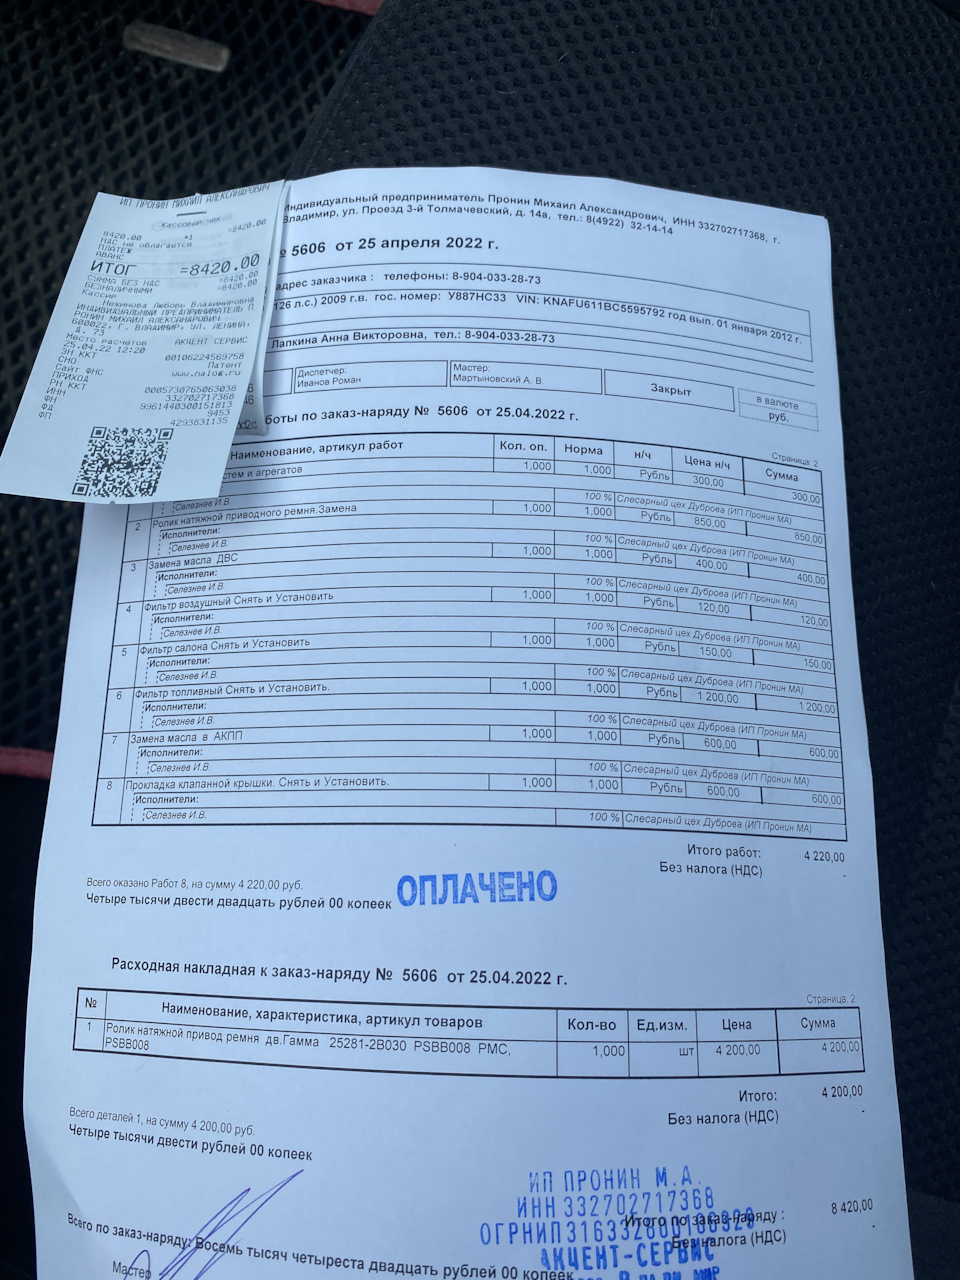 ИП ПРОНИН МИХАИЛ АЛЕКСАНДРОВИЧ
Кассовый чек
8420.00 *1 =8420.00
НДС не облагается
ПЛАТЕЖ
АВАНС
ИТОГ =8420.00
СУММА БЕЗ НДС =8420.00
БЕЗНАЛИЧНЫМИ =8420.00
Кассир
Любовь Владимировна
ИНДИВИДУАЛЬНЫЙ ПРЕДПРИНИМАТЕЛЬ П
РОНИН МИХАИЛ АЛЕКСАНДРОВИЧ
600022, Г. ВЛАДИМИР, УЛ. ЛЕНИНА,
Д. 73
Место расчетов АКЦЕНТ СЕРВИС
25.04.22 12:20
ЗН ККТ 00106224569758
СНО Патент
Сайт ФНС www.nalog.ru
ПРИХОД
РН ККТ 0005730765063038
ИНН 332702717368
ФН 9961440300151813
ФД 9453
ФП 4293831135
Индивидуальный предприниматель Пронин Михаил Александрович, ИНН 332702717368, г.
Владимир, ул. Проезд 3-й Толмачевский, д. 14а, тел.: 8(4922) 32-14-14
5606 от 25 апреля 2022 г.
адрес заказчика : телефоны: 8-904-033-28-73
126 л.с.) 2009 г.в. гос. номер: У887НС33 VIN: KNAFU611BC5595792 год вып. 01 января 2012 г.
Лапкина Анна Викторовна, тел.: 8-904-033-28-73
Диспетчер:
Иванов Роман
Мастер:
Мартыновский А. В.
Закрыт
в валюте
руб.
боты по заказ-наряду № 5606 от 25.04.2022 г.
Страница: 2
Наименование, артикул работ Кол. оп. Норма н/ч Цена н/ч Сумма
стем и агрегатов 1,000 1,000 Рубль 300,00 300,00
Селезнев И.В. 100 % Слесарный цех Дуброва (ИП Пронин МА)
2 Ролик натяжной приводного ремня.Замена 1,000 1,000 Рубль 850,00 850,00
Исполнители:
Селезнев И.В. 100 % Слесарный цех Дуброва (ИП Пронин МА)
3 Замена масла ДВС 1,000 1,000 Рубль 400,00 400,00
Исполнители:
Селезнев И.В. 100 % Слесарный цех Дуброва (ИП Пронин МА)
4 Фильтр воздушный Снять и Установить 1,000 1,000 Рубль 120,00 120,00
Исполнители:
Селезнев И.В. 100 % Слесарный цех Дуброва (ИП Пронин МА)
5 Фильтр салона Снять и Установить 1,000 1,000 Рубль 150,00 150,00
Исполнители:
Селезнев И.В. 100 % Слесарный цех Дуброва (ИП Пронин МА)
6 Фильтр топливный Снять и Установить. 1,000 1,000 Рубль 1 200,00 1 200,00
Исполнители:
Селезнев И.В. 100 % Слесарный цех Дуброва (ИП Пронин МА)
7 Замена масла в АКПП 1,000 1,000 Рубль 600,00 600,00
Исполнители:
Селезнев И.В. 100 % Слесарный цех Дуброва (ИП Пронин МА)
8 Прокладка клапанной крышки. Снять и Установить. 1,000 1,000 Рубль 600,00 600,00
Исполнители:
Селезнев И.В. 100 % Слесарный цех Дуброва (ИП Пронин МА)
Итого работ: 4 220,00
Без налога (НДС) -
Всего оказано Работ 8, на сумму 4 220,00 руб.
Четыре тысячи двести двадцать рублей 00 копеек
ОПЛАЧЕНО
Расходная накладная к заказ-наряду № 5606 от 25.04.2022 г.
Страница: 2
№ Наименование, характеристика, артикул товаров Кол-во Ед.изм. Цена Сумма
1 Ролик натяжной привод ремня дв.Гамма 25281-2B030 PSBB008 PMC, 1,000 шт 4 200.00 4 200.00
PSBB008
Итого: 4 200,00
Без налога (НДС) -
Всего деталей 1, на сумму 4 200,00 руб.
Четыре тысячи двести рублей 00 копеек
ИП ПРОНИН М.А.
ИНН 332702717368
ОГРНИП
АКЦЕНТ-СЕРВИС
Итого по заказ-наряду : 8 420,00
Без налога (НДС) -
Всего по заказ-наряду: Восемь тысяч четыреста двадцать рублей 00 копеек
Мастер